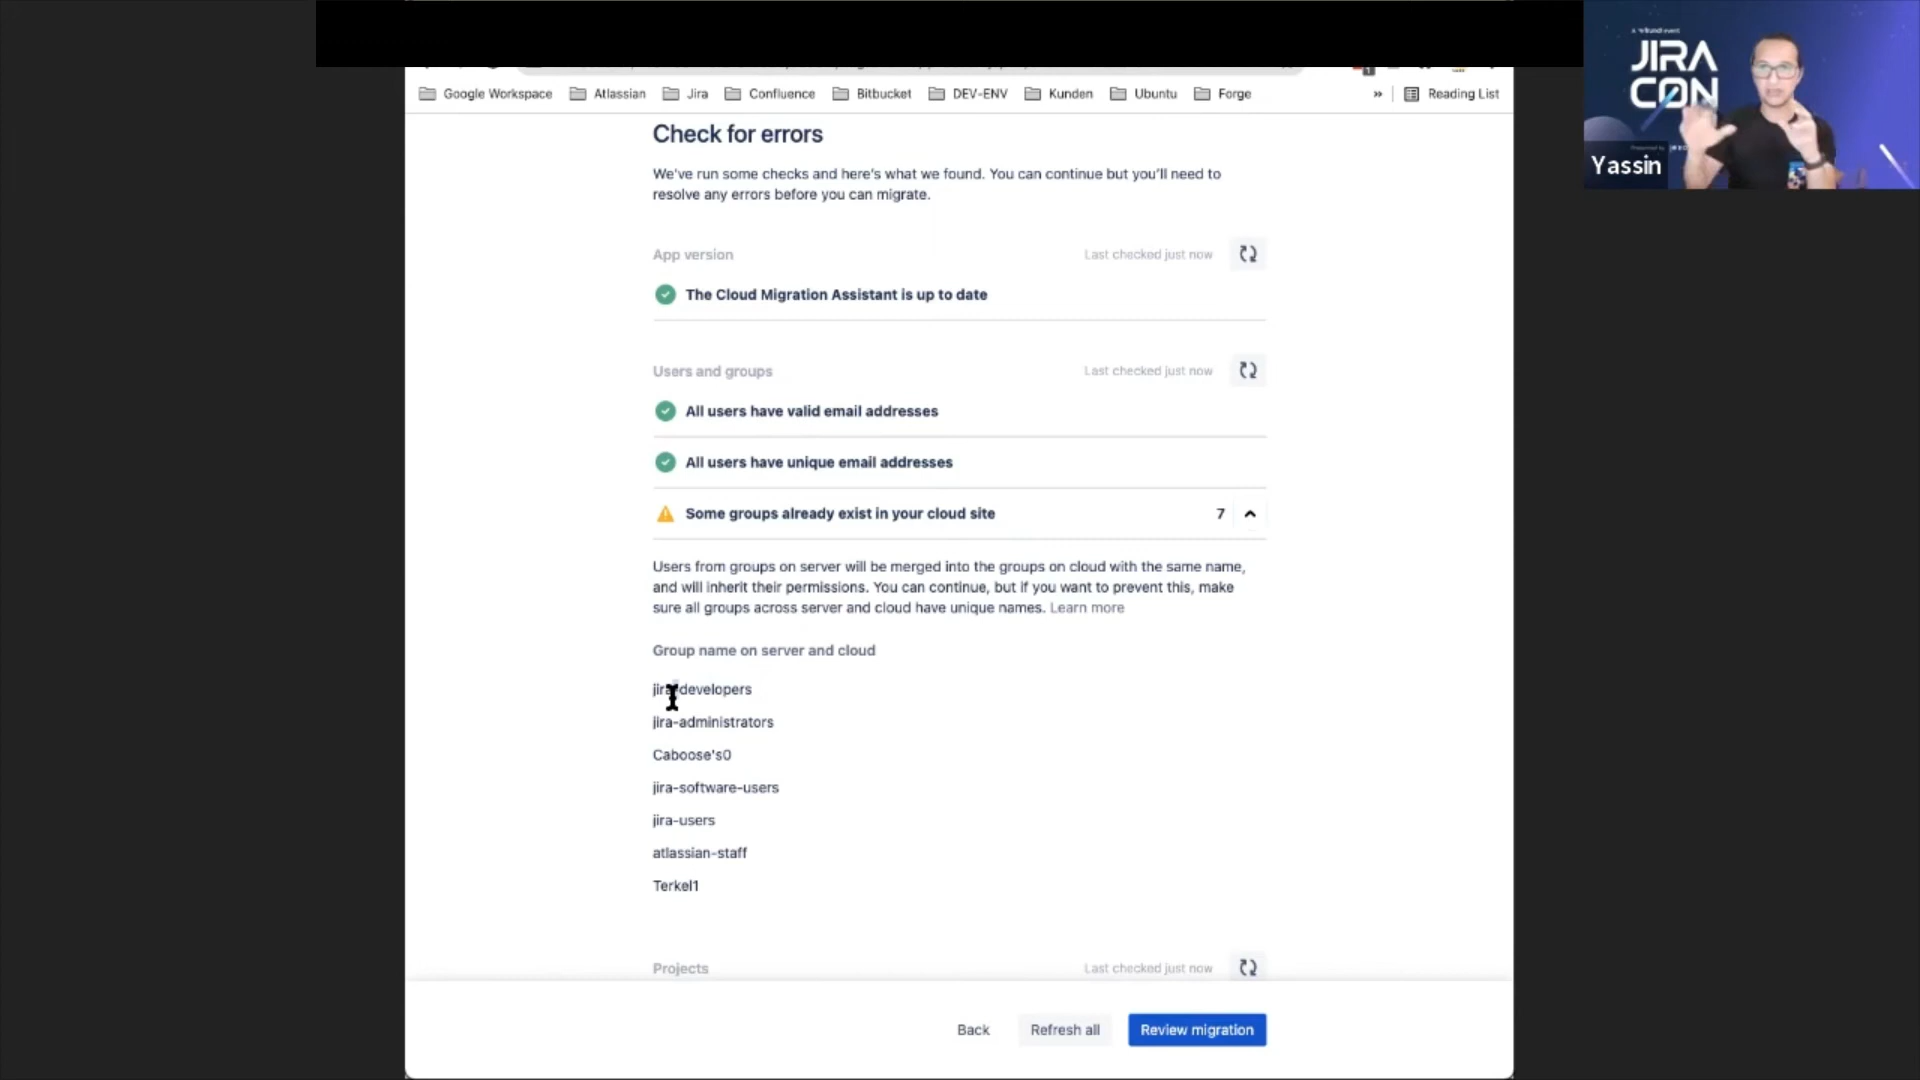 A event
JIRA
CON
Yassin
Google Workspace Atlassian Jira Confluence Bitbucket DEV-ENV Kunden Ubuntu Forge » Reading List
Check for errors
We've run some checks and here's what we found. You can continue but you'll need to
resolve any errors before you can migrate.
App version Last checked just now
The Cloud Migration Assistant is up to date
Users and groups Last checked just now
All users have valid email addresses
All users have unique email addresses
Some groups already exist in your cloud site 7
Users from groups on server will be merged into the groups on cloud with the same name,
and will inherit their permissions. You can continue, but if you want to prevent this, make
sure all groups across server and cloud have unique names. Learn more
Group name on server and cloud
jira-developers
jira-administrators
Caboose's0
jira-software-users
jira-users
atlassian-staff
Terkel1
Projects Last checked just now
Back Refresh all Review migration